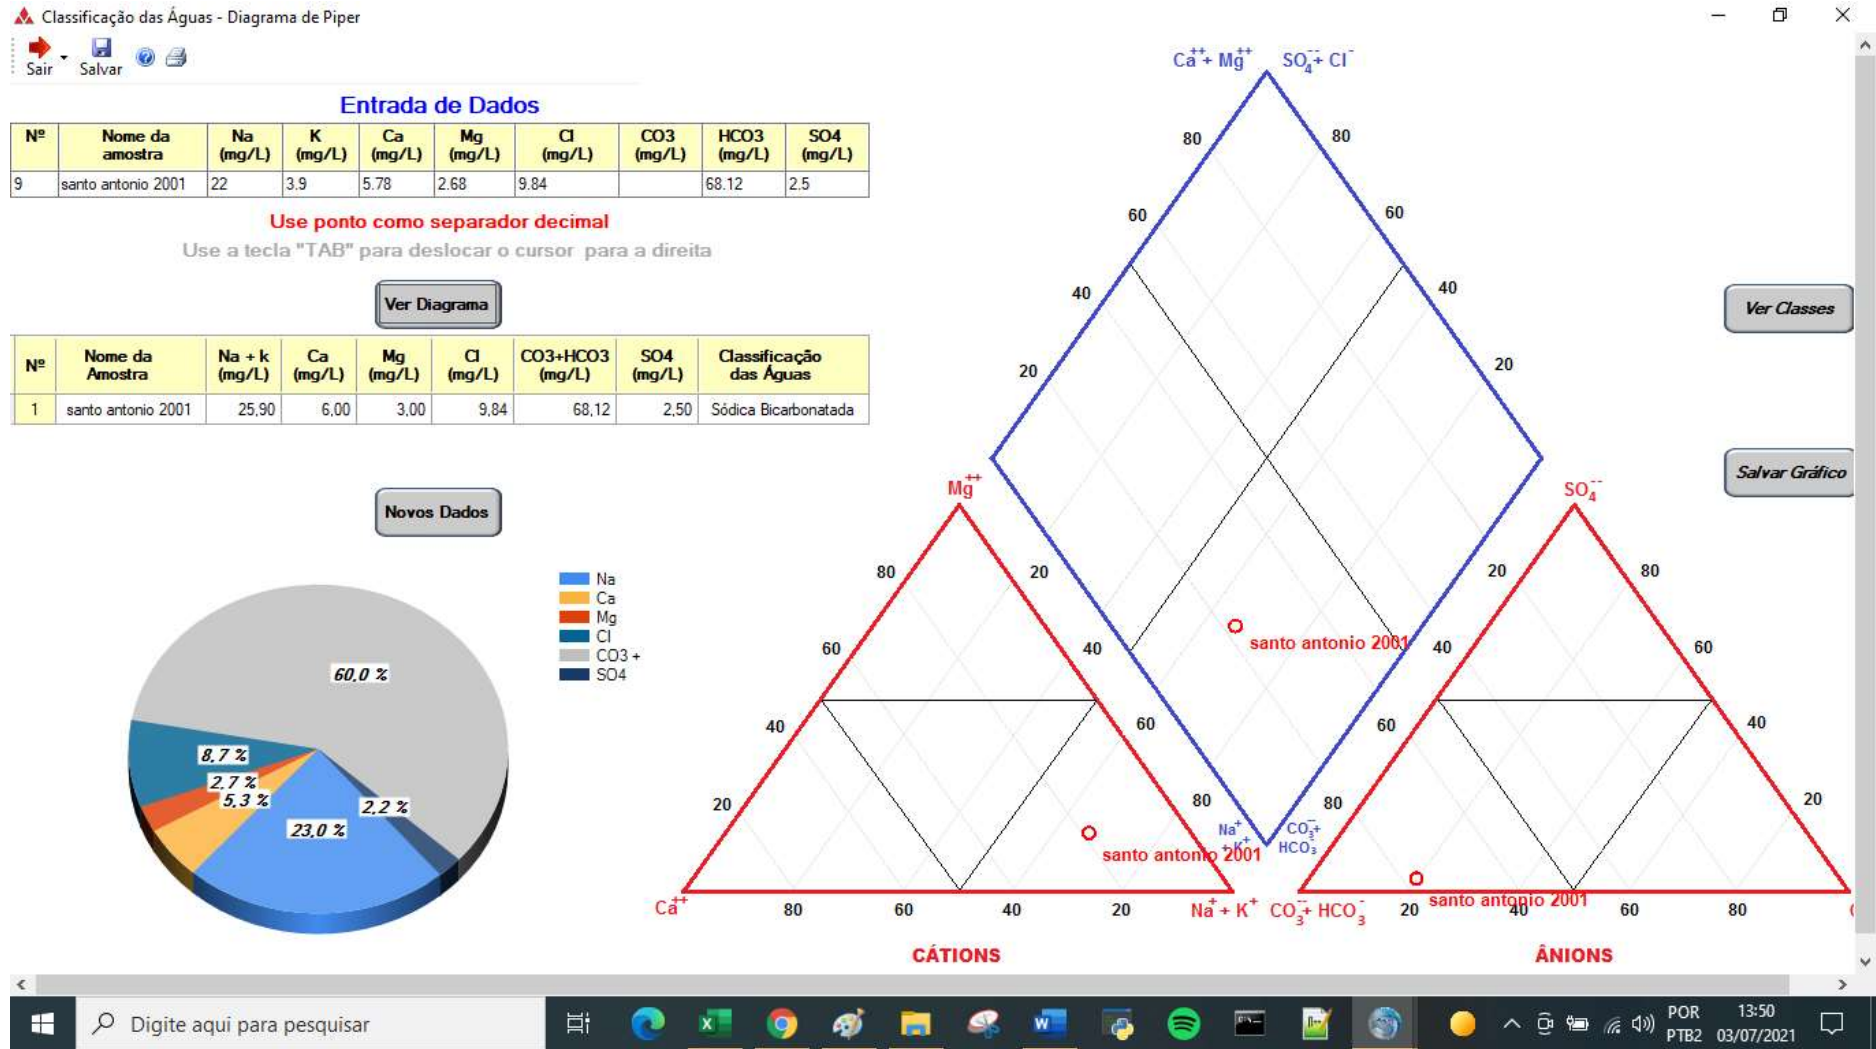 Classificação das Águas - Diagrama de Piper
Sair Salvar
Entrada de Dados
Nº Nome da amostra Na (mg/L) K (mg/L) Ca (mg/L) Mg (mg/L) Cl (mg/L) CO3 (mg/L) HCO3 (mg/L) SO4 (mg/L)
9 santo antonio 2001 22 3.9 5.78 2.68 9.84 68.12 2.5
Use ponto como separador decimal
Use a tecla "TAB" para deslocar o cursor para a direita
Ver Diagrama
Nº Nome da Amostra Na + k (mg/L) Ca (mg/L) Mg (mg/L) Cl (mg/L) CO3+HCO3 (mg/L) SO4 (mg/L) Classificação das Águas
1 santo antonio 2001 25,90 6,00 3,00 9,84 68,12 2,50 Sódica Bicarbonatada
Novos Dados
Na
Ca
Mg
Cl
CO3 +
SO4
60,0 %
8,7 %
2,7 %
5,3 %
2,2 %
23,0 %
Ca++ + Mg++ SO4-- + Cl-
80 80
60 60
40 40
20 20
santo antonio 2001
Na+ + K+ CO3-- + HCO3-
Mg++
80 20
60 40
40 60
20 80
santo antonio 2001
Ca++ 80 60 40 20 Na+ + K+
CÁTIONS
SO4--
20 80
40 60
60 40
80 20
santo antonio 2001
CO3-- + HCO3- 20 40 60 80
ÂNIONS
Ver Classes
Salvar Gráfico
Digite aqui para pesquisar
POR
PTB2
13:50
03/07/2021